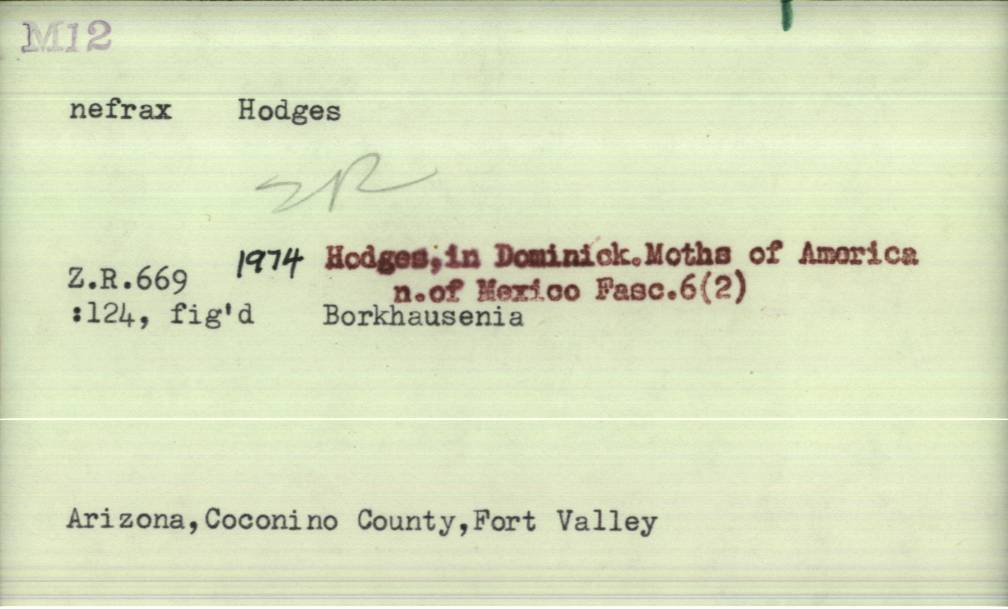 M12
nefrax Hodges
Z.R.669 1974 Hodges,in Dominick.Moths of America
n.of Mexico Fasc.6(2)
:124, fig'd Borkhausenia
Arizona,Coconino County,Fort Valley